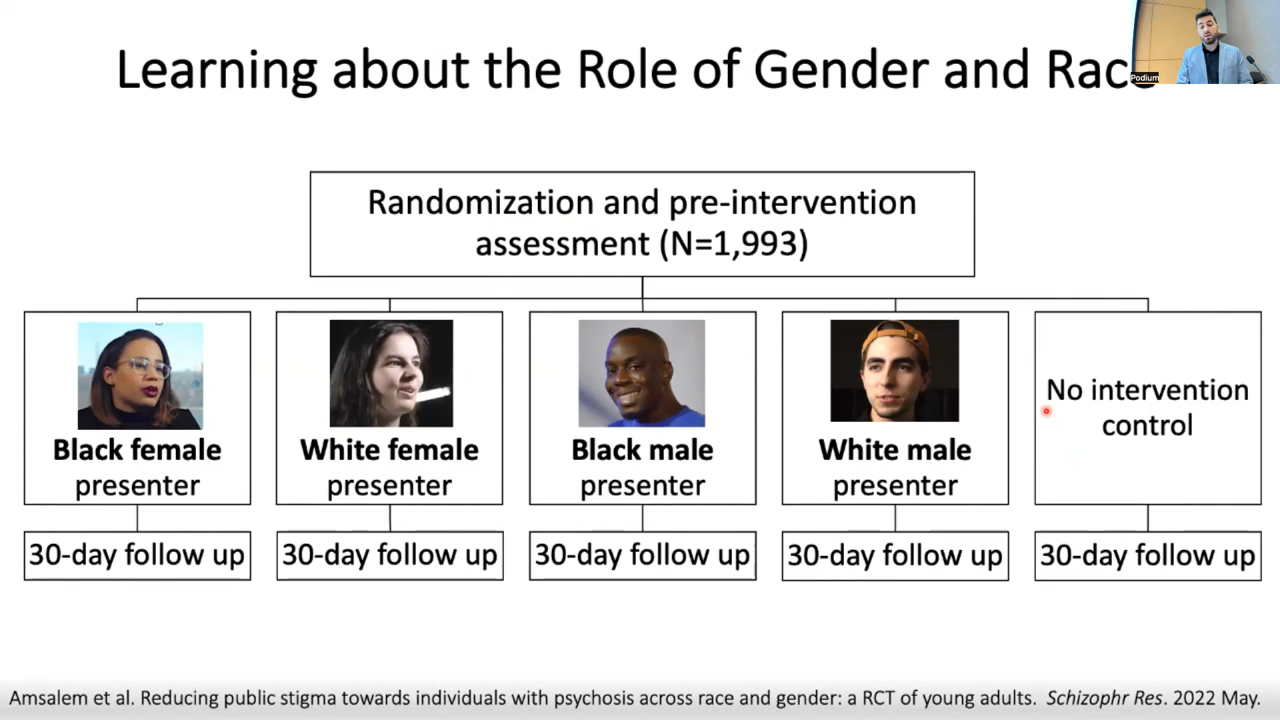 Learning about the Role of Gender and Race
Podium
Randomization and pre-intervention
assessment (N=1,993)
Black female
presenter
White female
presenter
Black male
presenter
White male
presenter
No intervention
control
30-day follow up
30-day follow up
30-day follow up
30-day follow up
30-day follow up
Amsalem et al. Reducing public stigma towards individuals with psychosis across race and gender: a RCT of young adults. Schizophr Res. 2022 May.